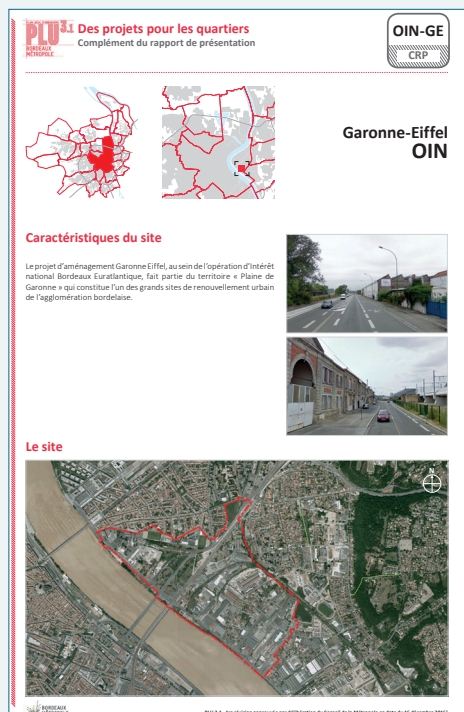 PLU 3.1
BORDEAUX
MÉTROPOLE
Des projets pour les quartiers
Complément du rapport de présentation
OIN-GE
CRP
Garonne-Eiffel
OIN
Caractéristiques du site
Le projet d'aménagement Garonne Eiffel, au sein de l'opération d'Intérêt
national Bordeaux Euratlantique, fait partie du territoire « Plaine de
Garonne » qui constitue l'un des grands sites de renouvellement urbain
de l'agglomération bordelaise.
Le site
N
BORDEAUX
MÉTROPOLE